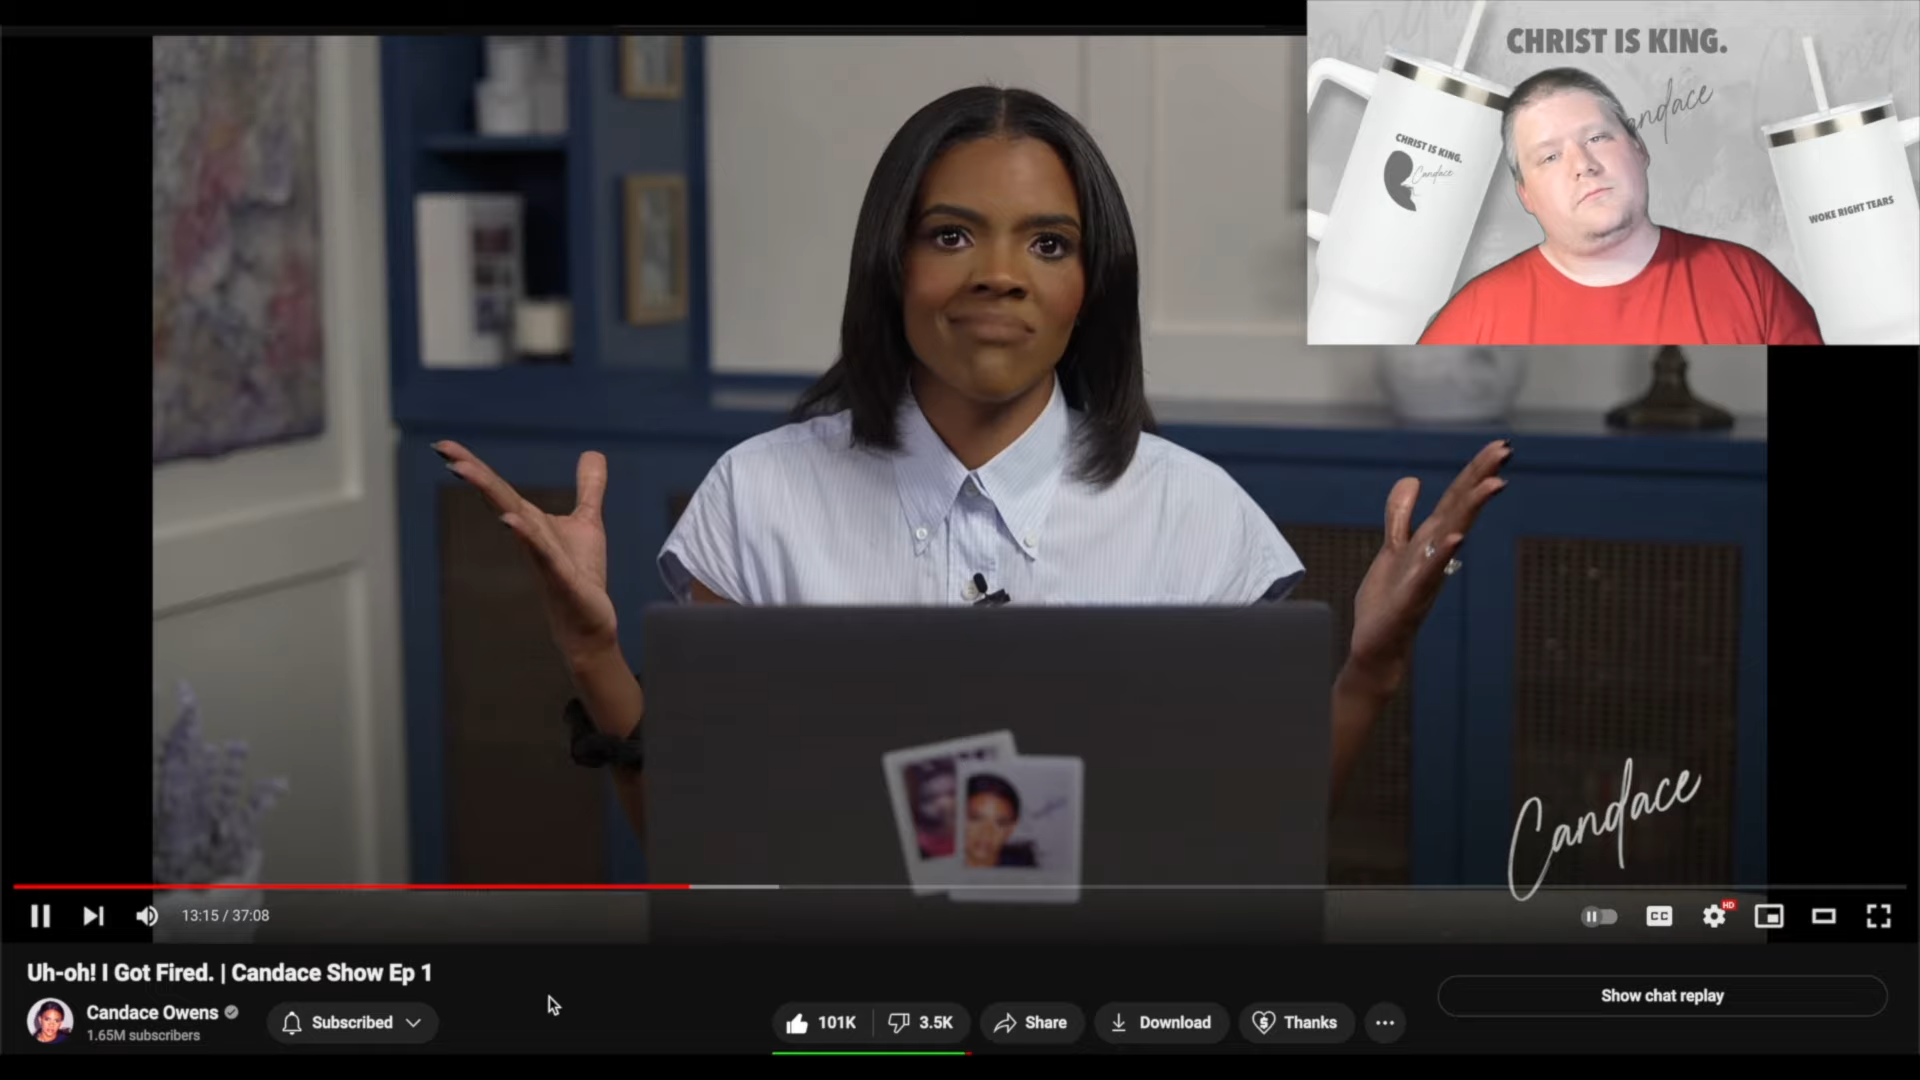 CHRIST IS KING.
Candace
CHRIST IS KING.
Candace
WOKE RIGHT TEARS
Candace
13:15 / 37:08
CC
HD
Uh-oh! I Got Fired. | Candace Show Ep 1
Candace Owens
1.65M subscribers
Subscribed
101K
3.5K
Share
Download
Thanks
Show chat replay